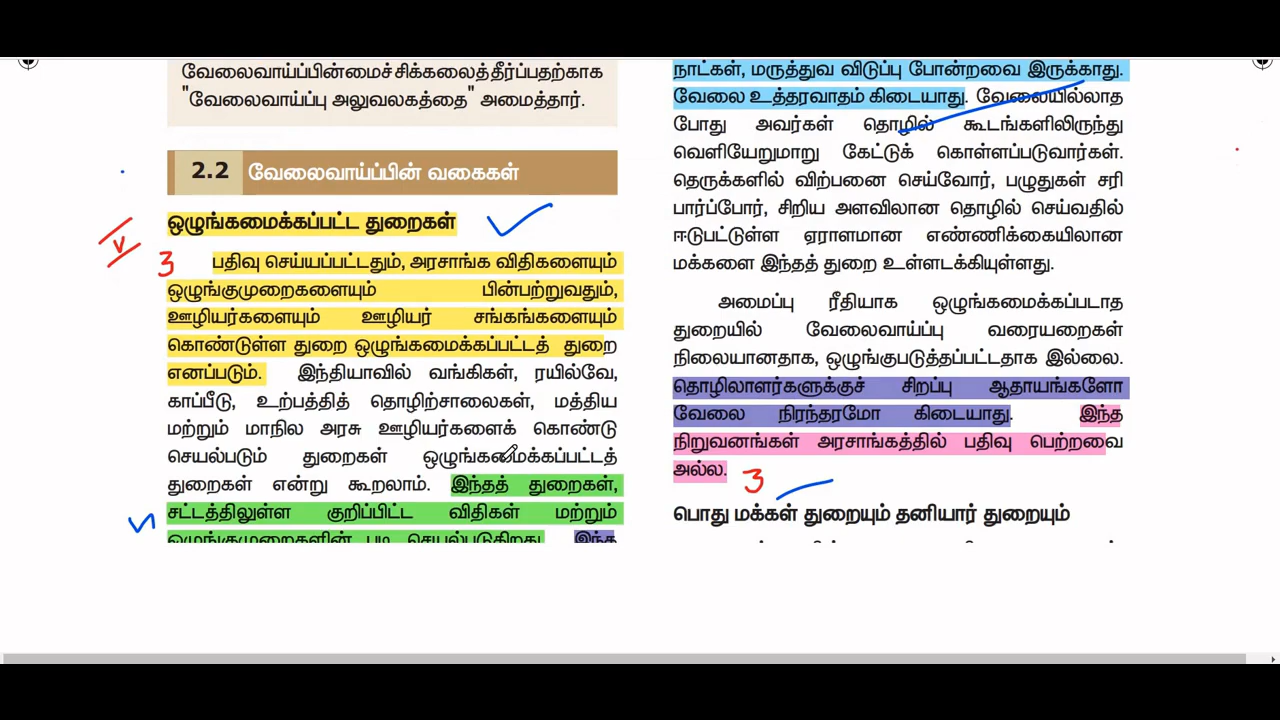 வேலைவாய்ப்பின்மைச்சிக்கலைத்தீர்ப்பதற்காக
"வேலைவாய்ப்பு அலுவலகத்தை" அமைத்தார்.
2.2 வேலைவாய்ப்பின் வகைகள்
ஒழுங்கமைக்கப்பட்ட துறைகள்
V
3
பதிவு செய்யப்பட்டதும், அரசாங்க விதிகளையும்
ஒழுங்குமுறைகளையும் பின்பற்றுவதும்,
ஊழியர்களையும் ஊழியர் சங்கங்களையும்
கொண்டுள்ள துறை ஒழுங்கமைக்கப்பட்டத் துறை
எனப்படும். இந்தியாவில் வங்கிகள், ரயில்வே,
காப்பீடு, உற்பத்தித் தொழிற்சாலைகள், மத்திய
மற்றும் மாநில அரசு ஊழியர்களைக் கொண்டு
செயல்படும் துறைகள் ஒழுங்கமைக்கப்பட்டத்
துறைகள் என்று கூறலாம். இந்தத் துறைகள்,
சட்டத்திலுள்ள குறிப்பிட்ட விதிகள் மற்றும்
ஒழுங்குமுறைகளின் படி செயல்படுகிறது. இந்த
நாட்கள், மருத்துவ விடுப்பு போன்றவை இருக்காது.
வேலை உத்தரவாதம் கிடையாது. வேலையில்லாத
போது அவர்கள் தொழில் கூடங்களிலிருந்து
வெளியேறுமாறு கேட்டுக் கொள்ளப்படுவார்கள்.
தெருக்களில் விற்பனை செய்வோர், பழுதுகள் சரி
பார்ப்போர், சிறிய அளவிலான தொழில் செய்வதில்
ஈடுபட்டுள்ள ஏராளமான எண்ணிக்கையிலான
மக்களை இந்தத் துறை உள்ளடக்கியுள்ளது.
அமைப்பு ரீதியாக ஒழுங்கமைக்கப்படாத
துறையில் வேலைவாய்ப்பு வரையறைகள்
நிலையானதாக, ஒழுங்குபடுத்தப்பட்டதாக இல்லை.
தொழிலாளர்களுக்குச் சிறப்பு ஆதாயங்களோ
வேலை நிரந்தரமோ கிடையாது. இந்த
நிறுவனங்கள் அரசாங்கத்தில் பதிவு பெற்றவை
அல்ல.
3
பொது மக்கள் துறையும் தனியார் துறையும்